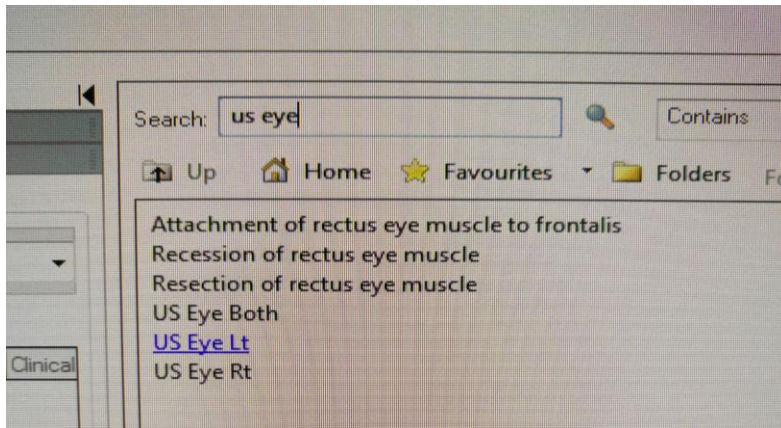 Search: us eye Contains
Up Home Favourites Folders
Attachment of rectus eye muscle to frontalis
Recession of rectus eye muscle
Resection of rectus eye muscle
US Eye Both
US Eye Lt
Clinical
US Eye Rt